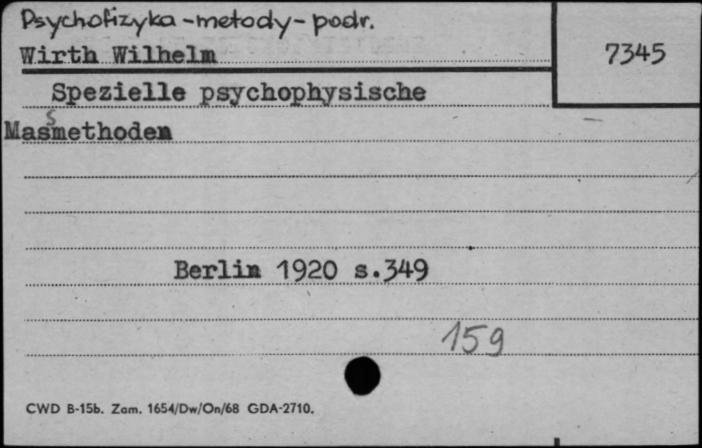 Psychofizyka - metody - podr.
Wirth Wilhelm
7345
Spezielle psychophysische
Massmethoden
Berlin 1920 s.349
159
CWD B-15b. Zam. 1654/Dw/On/68 GDA-2710.